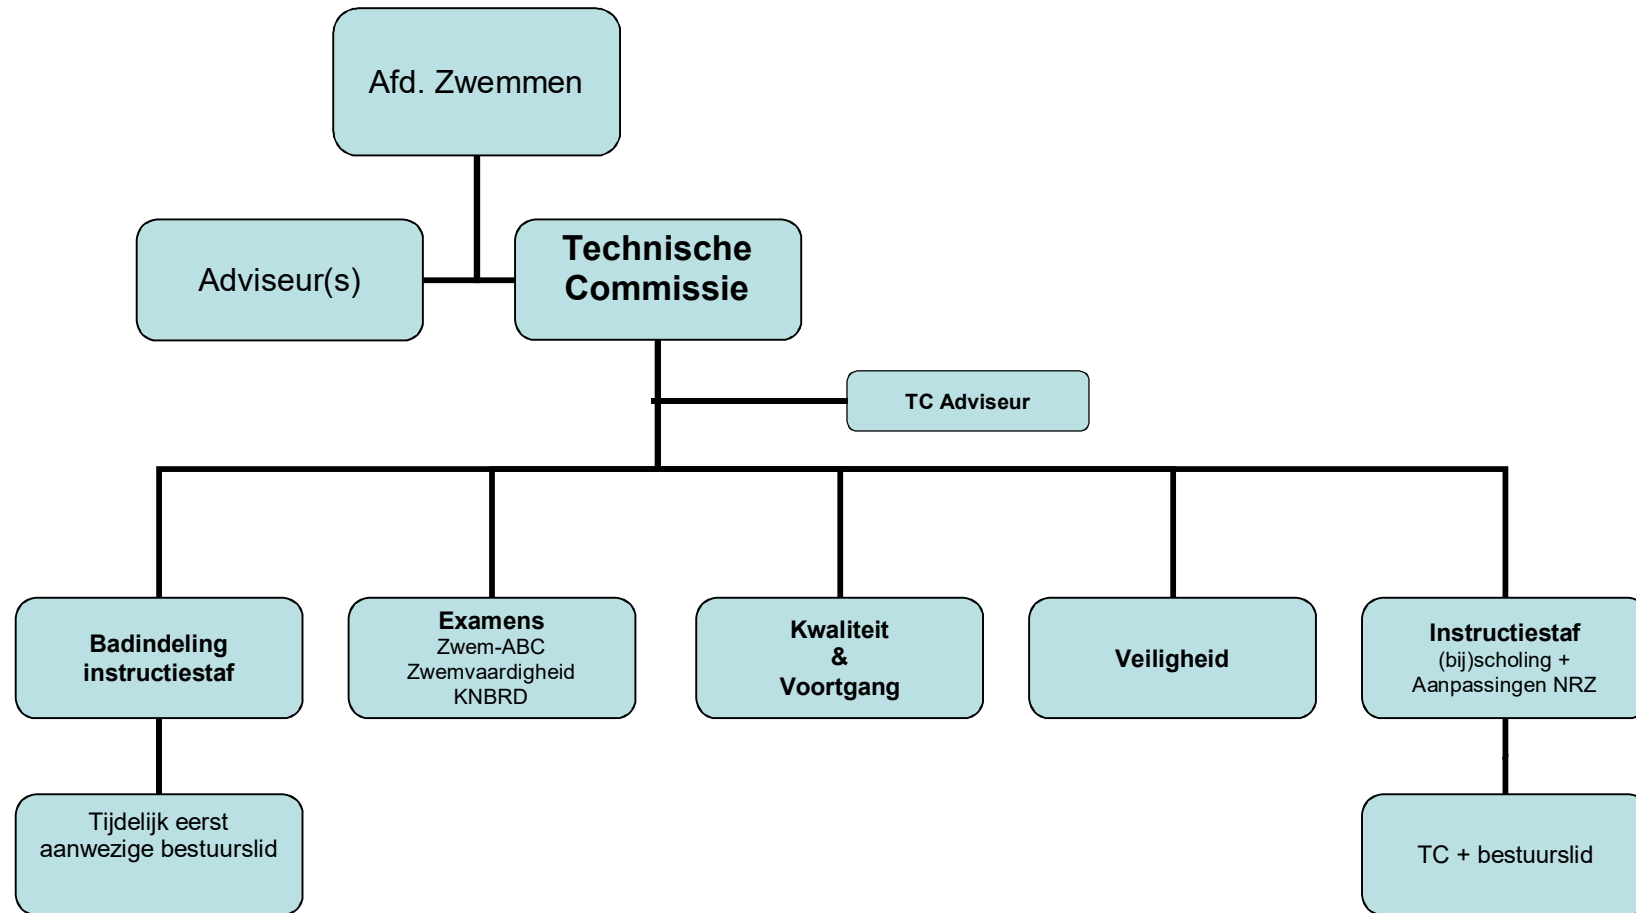 Afd. Zwemmen
Adviseur(s)
Technische
Commissie
TC Adviseur
Badindeling
instructiestaf
Examens
Zwem-ABC
Zwemvaardigheid
KNBRD
Kwaliteit
&
Voortgang
Veiligheid
Instructiestaf
(bij)scholing +
Aanpassingen NRZ
Tijdelijk eerst
aanwezige bestuurslid
TC + bestuurslid